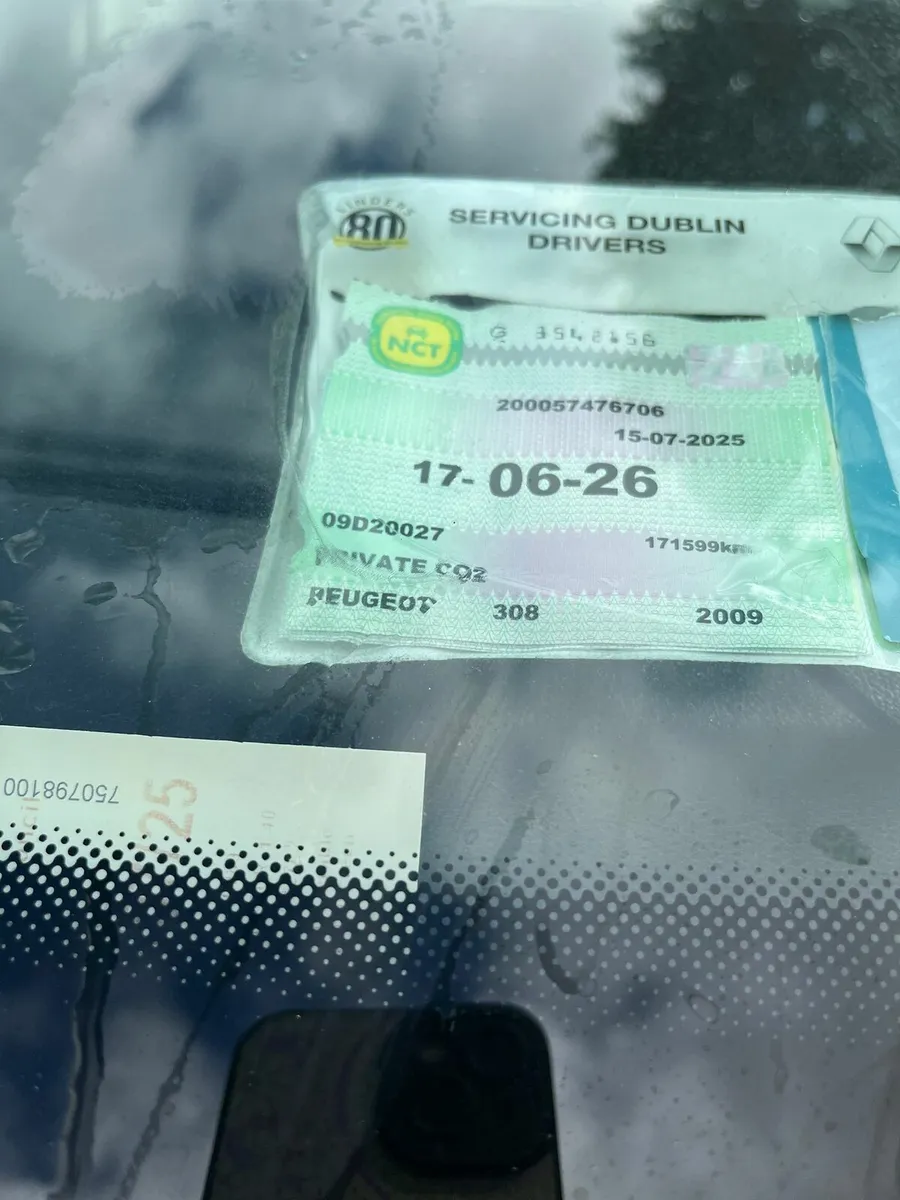 LINDERS
80
SERVICING DUBLIN
DRIVERS
NCT
200057476706
15-07-2025
17-06-26
09D20027
171599km
PRIVATE CO2
PEUGEOT 308 2009
750798100
25